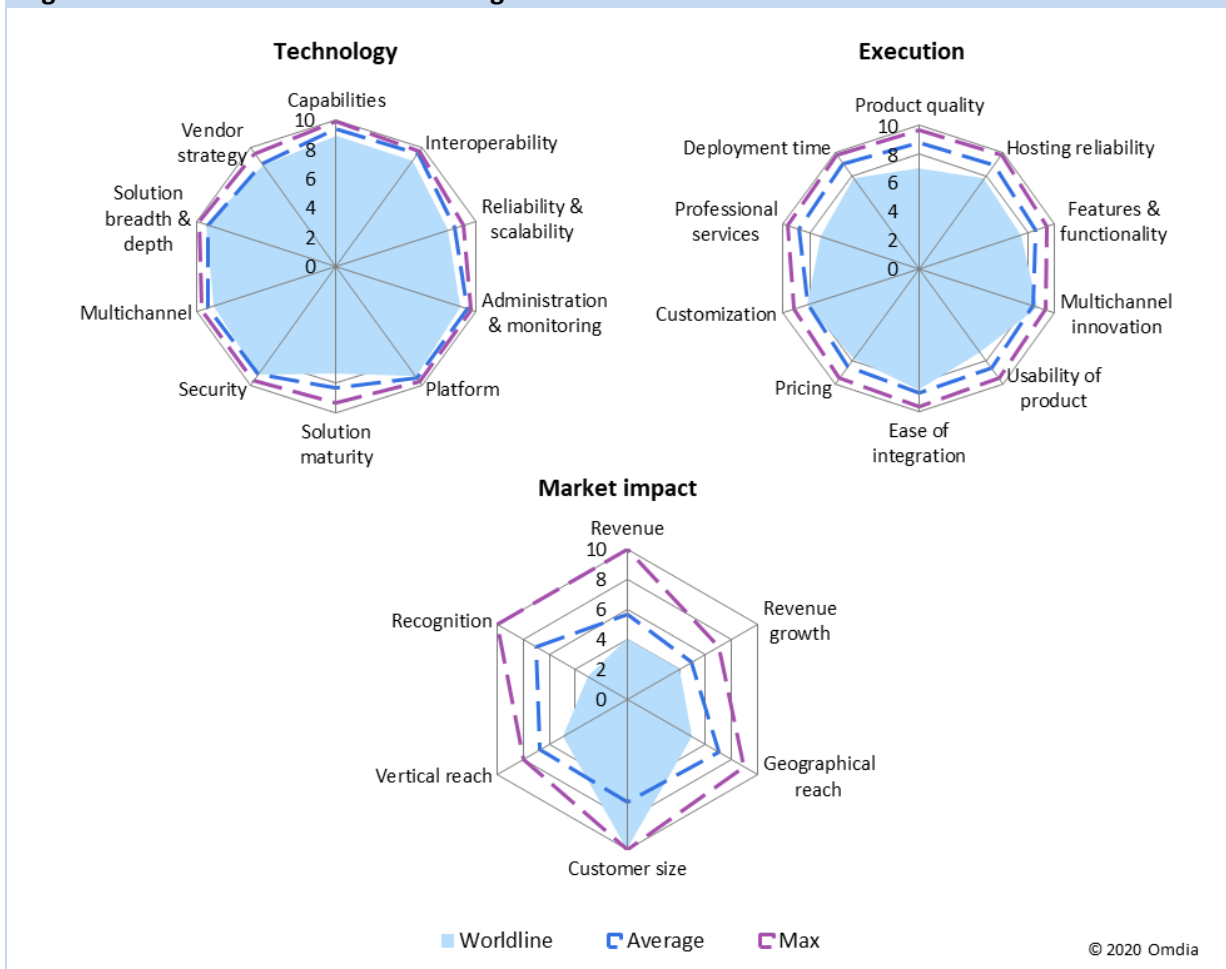 Technology
Capabilities
10
8
6
4
2
0
Interoperability
Reliability &
scalability
Administration
& monitoring
Platform
Solution
maturity
Security
Multichannel
Solution
breadth &
depth
Vendor
strategy
Execution
Product quality
10
8
6
4
2
0
Hosting reliability
Features &
functionality
Multichannel
innovation
Usability of
product
Ease of
integration
Pricing
Customization
Professional
services
Deployment time
Market impact
Revenue
10
8
6
4
2
0
Revenue
growth
Geographical
reach
Customer size
Vertical reach
Recognition
Worldline
Average
Max
© 2020 Omdia